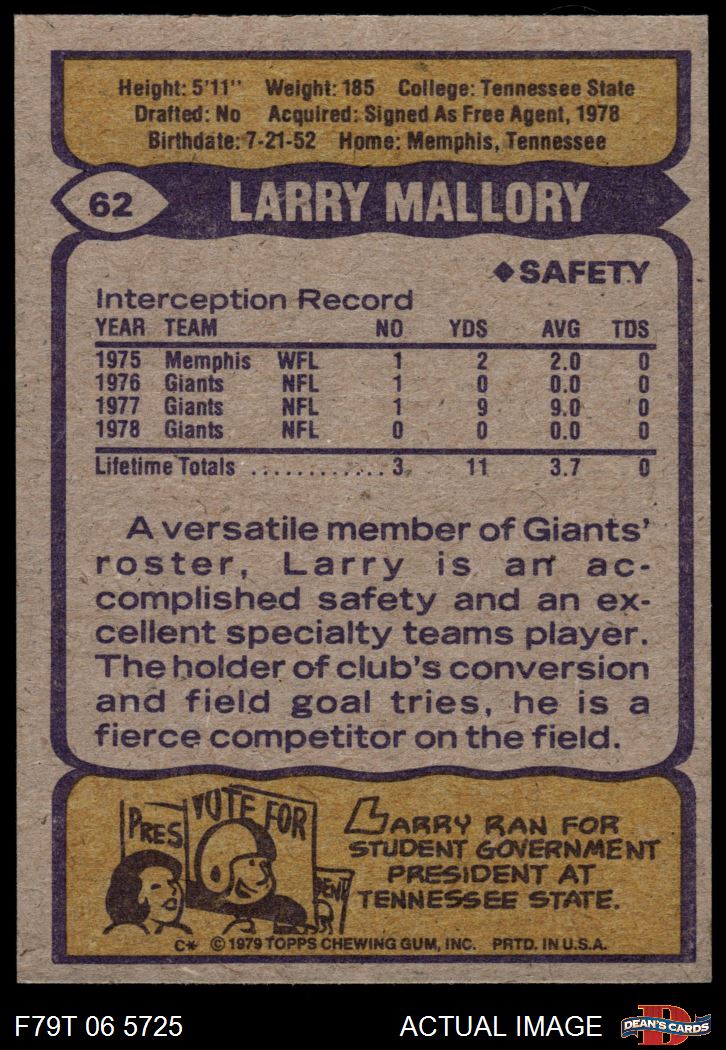 Height: 5'11" Weight: 185 College: Tennessee State
Drafted: No Acquired: Signed As Free Agent, 1978
Birthdate: 7-21-52 Home: Memphis, Tennessee
62 LARRY MALLORY
◆SAFETY
Interception Record
YEAR TEAM NO YDS AVG TDS
1975 Memphis WFL 1 2 2.0 0
1976 Giants NFL 1 0 0.0 0
1977 Giants NFL 1 9 9.0 0
1978 Giants NFL 0 0 0.0 0
Lifetime Totals ............ 3 11 3.7 0
A versatile member of Giants'
roster, Larry is an ac-
complished safety and an ex-
cellent specialty teams player.
The holder of club's conversion
and field goal tries, he is a
fierce competitor on the field.
PRES
VOTE FOR
DENT
LARRY RAN FOR
STUDENT GOVERNMENT
PRESIDENT AT
TENNESSEE STATE.
C* © 1979 TOPPS CHEWING GUM, INC. PRTD. IN U.S.A.
F79T 06 5725 ACTUAL IMAGE D DEAN'S CARDS